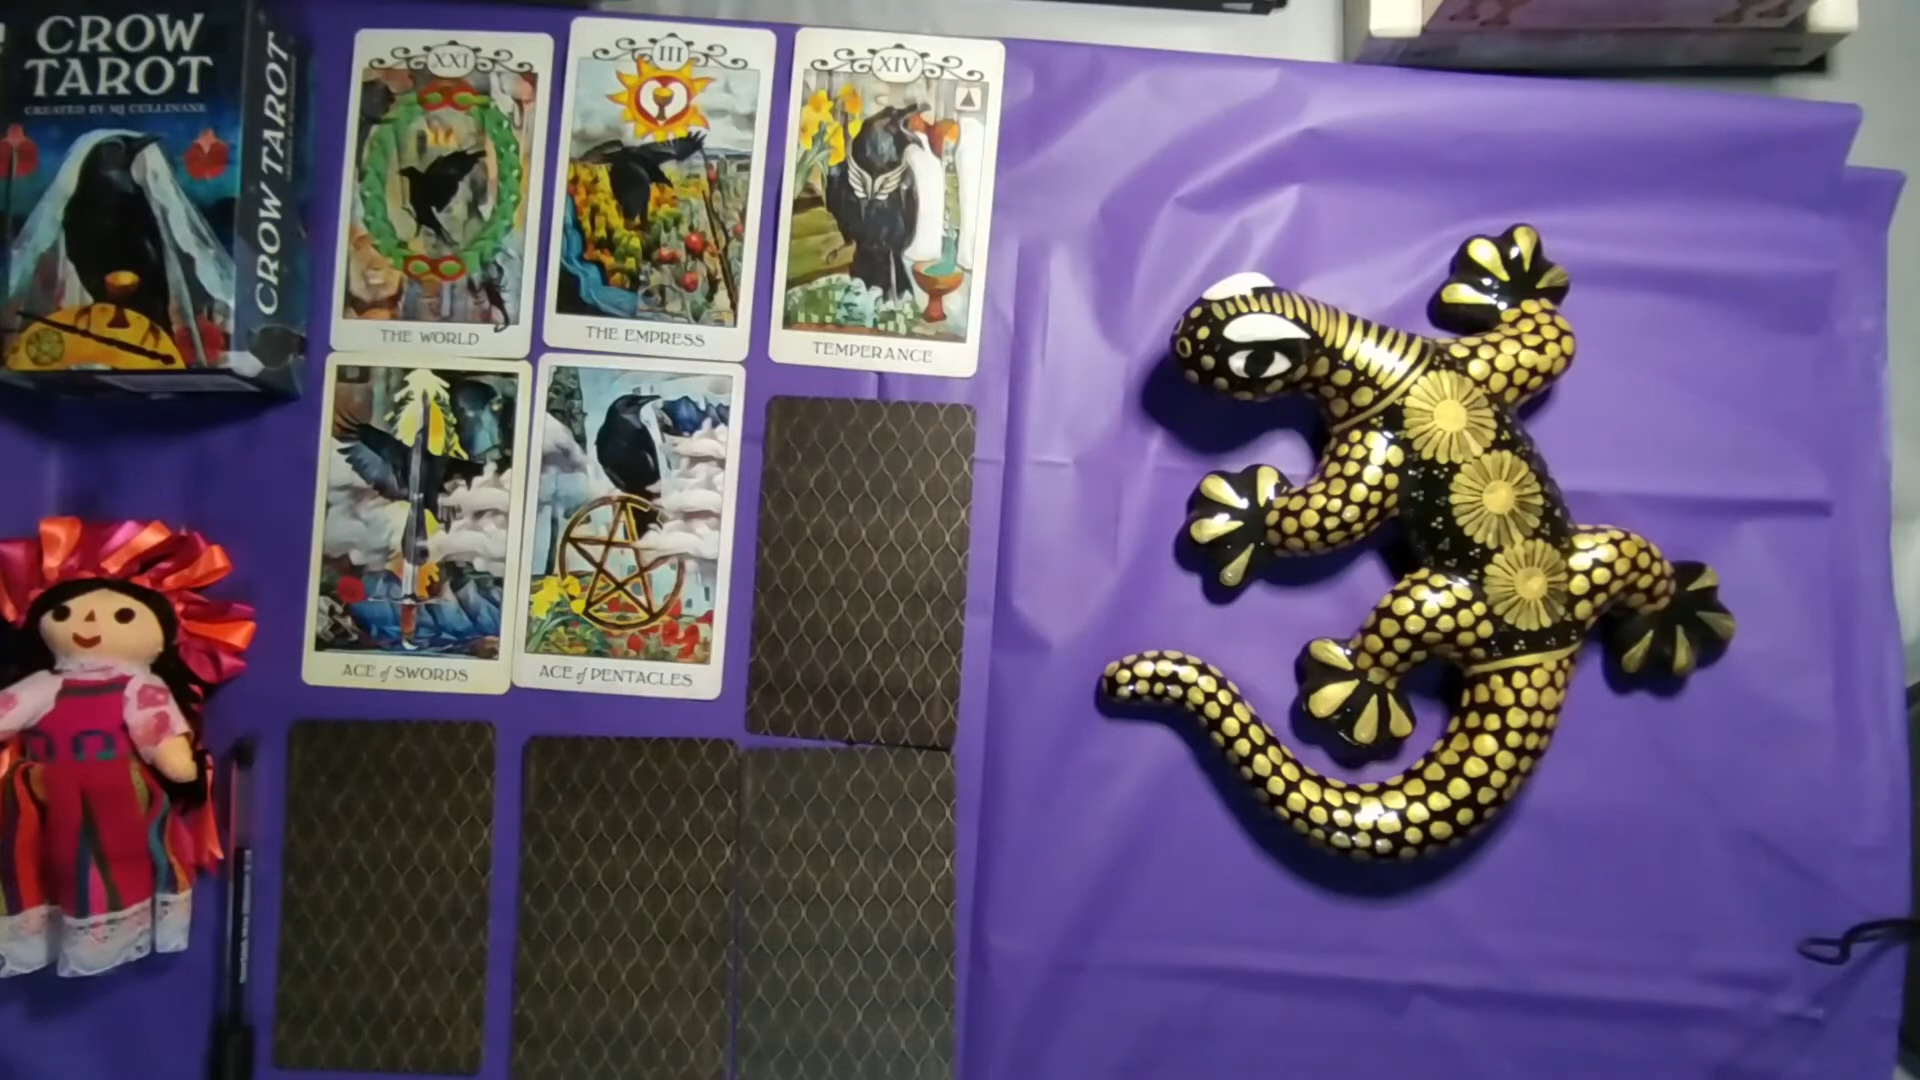 CROW
TAROT
CREATED BY MJ CULLINANE
CROW TAROT
XXI
THE WORLD
III
THE EMPRESS
XIV
TEMPERANCE
ACE of SWORDS
ACE of PENTACLES